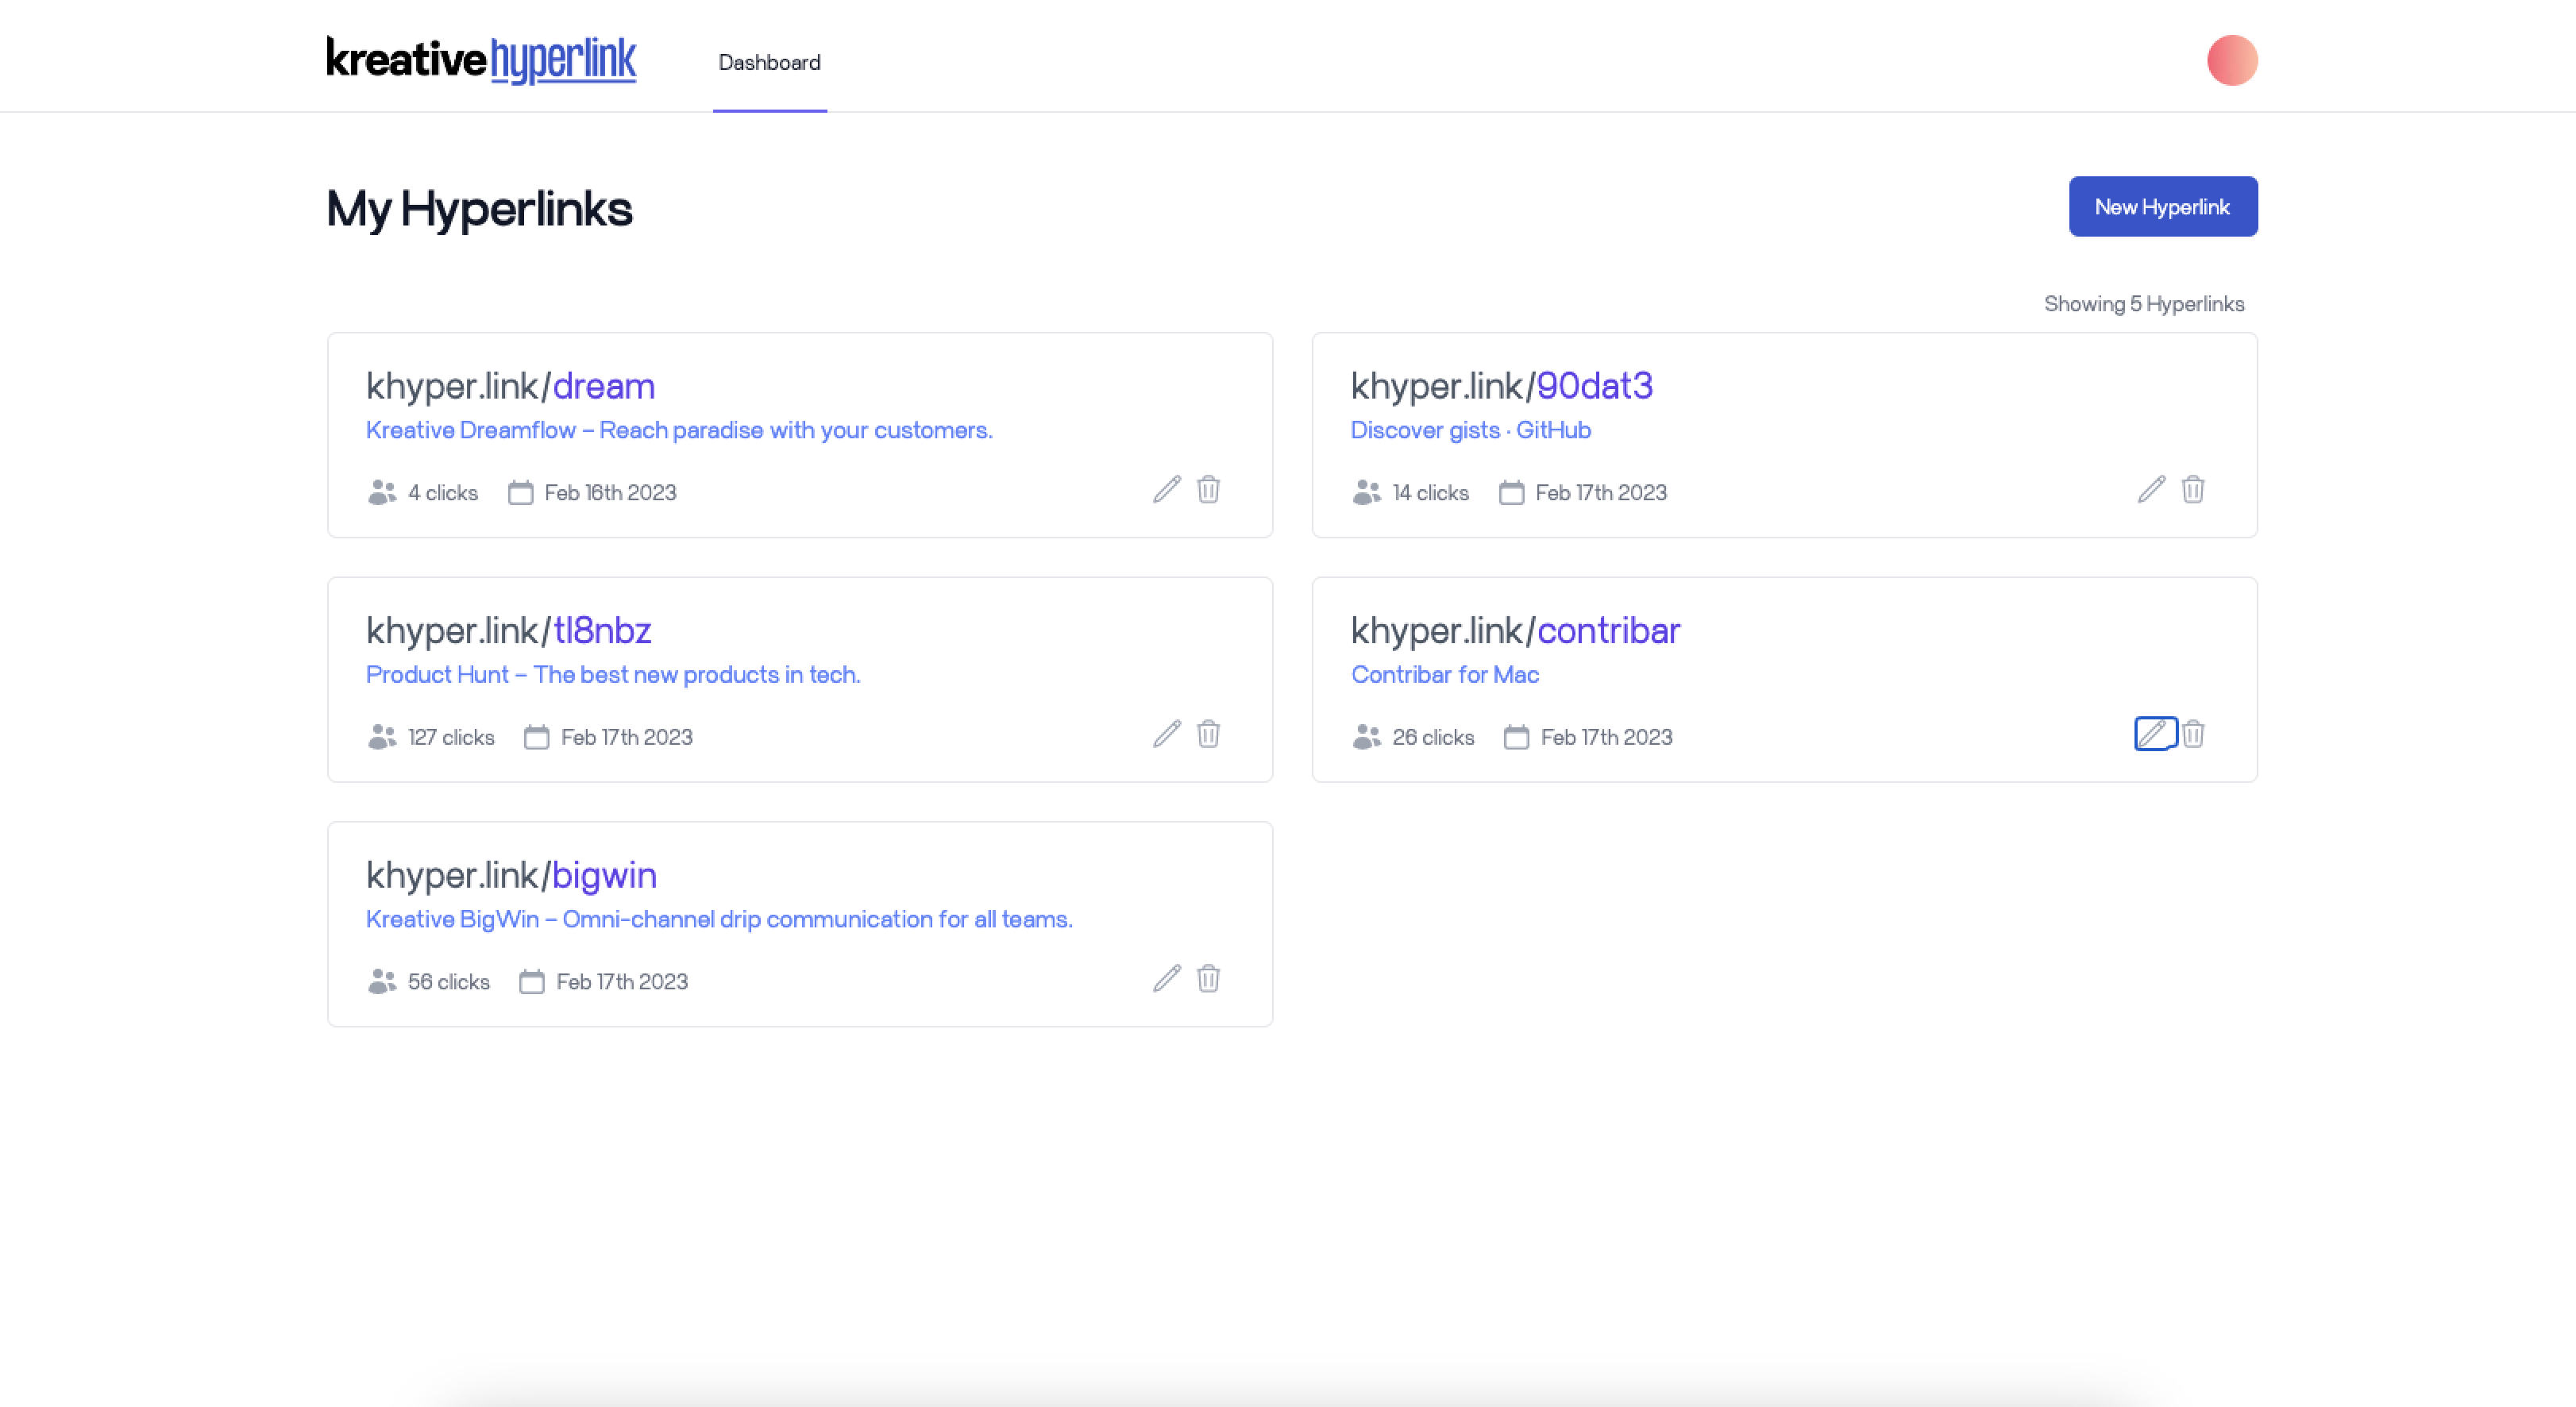 kreative hyperlink
Dashboard
My Hyperlinks
New Hyperlink
Showing 5 Hyperlinks
khyper.link/dream
Kreative Dreamflow – Reach paradise with your customers.
4 clicks Feb 16th 2023
khyper.link/90dat3
Discover gists · GitHub
14 clicks Feb 17th 2023
khyper.link/tl8nbz
Product Hunt – The best new products in tech.
127 clicks Feb 17th 2023
khyper.link/contribar
Contribar for Mac
26 clicks Feb 17th 2023
khyper.link/bigwin
Kreative BigWin – Omni-channel drip communication for all teams.
56 clicks Feb 17th 2023